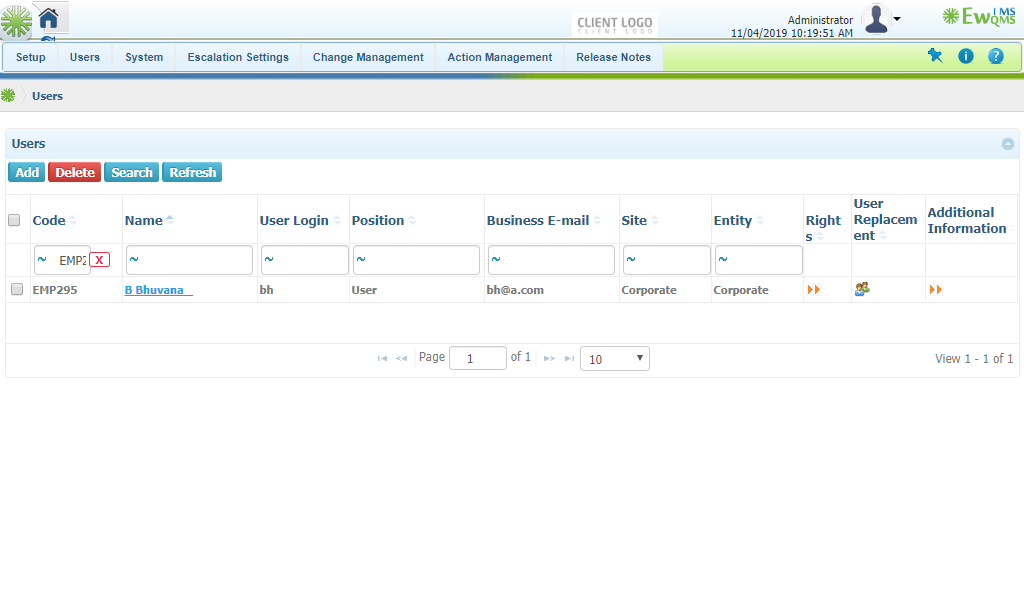 CLIENT LOGO
CLIENT LOGO
Administrator
11/04/2019 10:19:51 AM
EwQMS
IMS
Setup Users System Escalation Settings Change Management Action Management Release Notes
i ?
Users
Users
Add Delete Search Refresh
Code Name User Login Position Business E-mail Site Entity Rights User Replacement Additional Information
~ EMP2 X ~ ~ ~ ~ ~ ~
EMP295 B Bhuvana bh User bh@a.com Corporate Corporate
Page 1 of 1 10 View 1 - 1 of 1